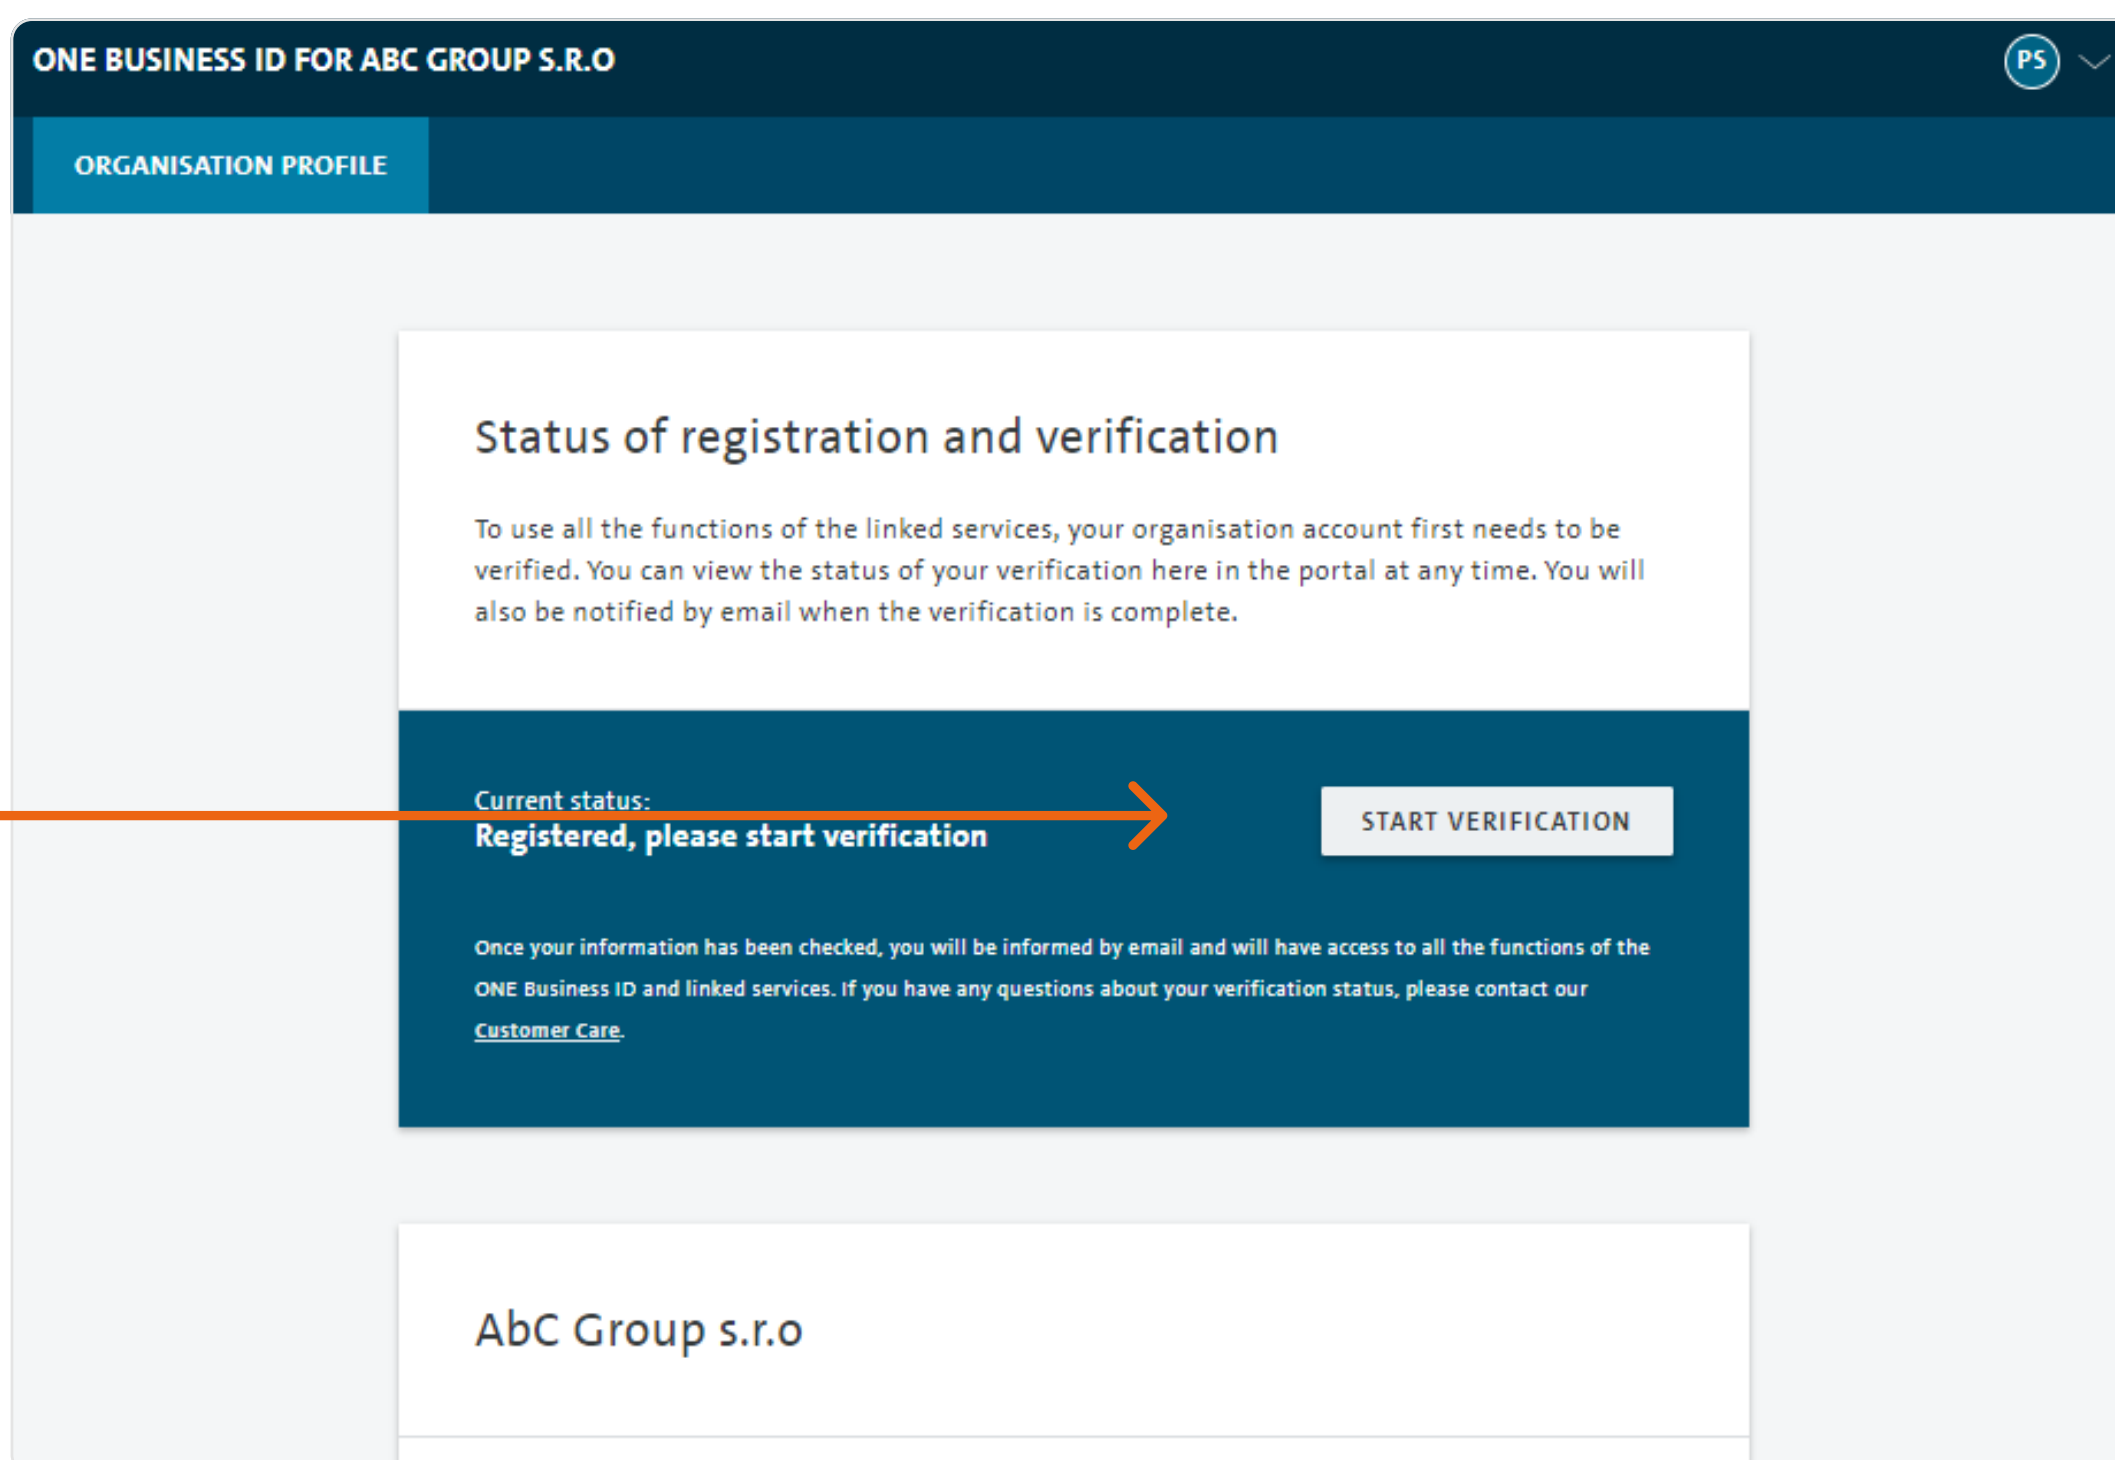 ONE BUSINESS ID FOR ABC GROUP S.R.O
PS
ORGANISATION PROFILE
Status of registration and verification
To use all the functions of the linked services, your organisation account first needs to be
verified. You can view the status of your verification here in the portal at any time. You will
also be notified by email when the verification is complete.
Current status:
Registered, please start verification
START VERIFICATION
Once your information has been checked, you will be informed by email and will have access to all the functions of the
ONE Business ID and linked services. If you have any questions about your verification status, please contact our
Customer Care.
AbC Group s.r.o